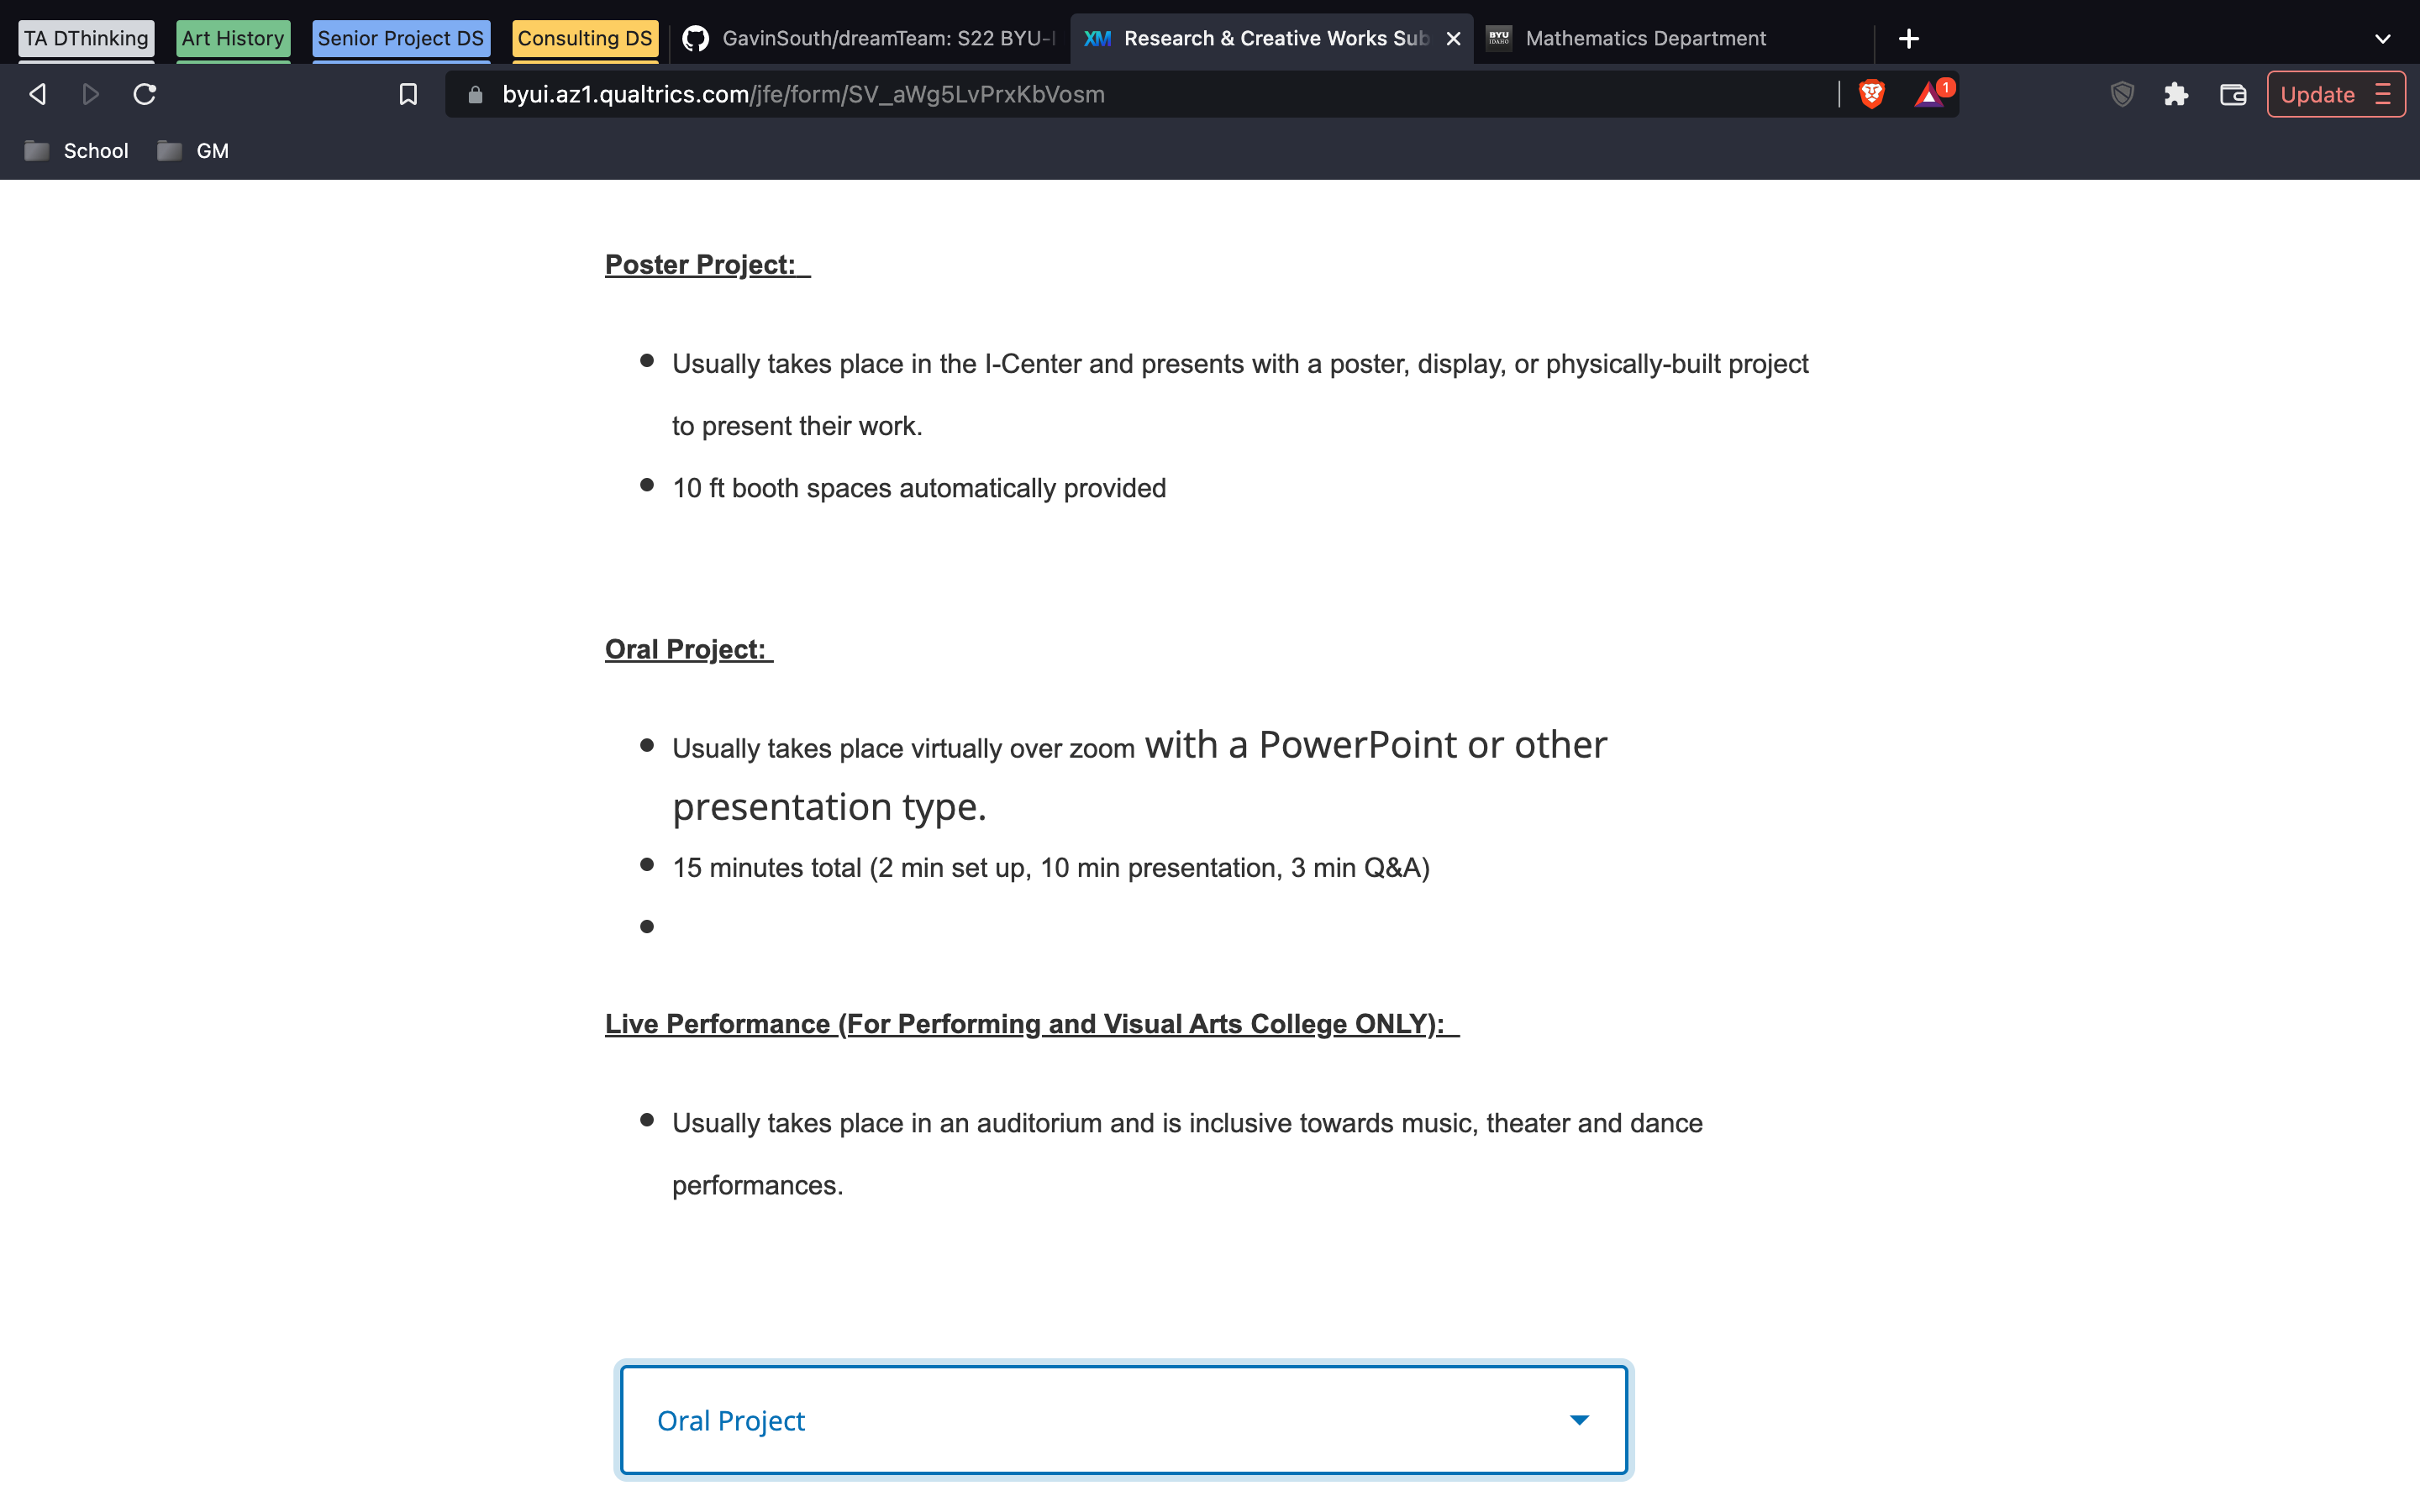 TA DThinking
Art History
Senior Project DS
Consulting DS
GavinSouth/dreamTeam: S22 BYU-I
XM Research & Creative Works Sub
BYU IDAHO Mathematics Department
byui.az1.qualtrics.com/jfe/form/SV_aWg5LvPrxKbVosm
1
Update
School
GM
Poster Project:
Usually takes place in the I-Center and presents with a poster, display, or physically-built project
to present their work.
10 ft booth spaces automatically provided
Oral Project:
Usually takes place virtually over zoom with a PowerPoint or other
presentation type.
15 minutes total (2 min set up, 10 min presentation, 3 min Q&A)
Live Performance (For Performing and Visual Arts College ONLY):
Usually takes place in an auditorium and is inclusive towards music, theater and dance
performances.
Oral Project